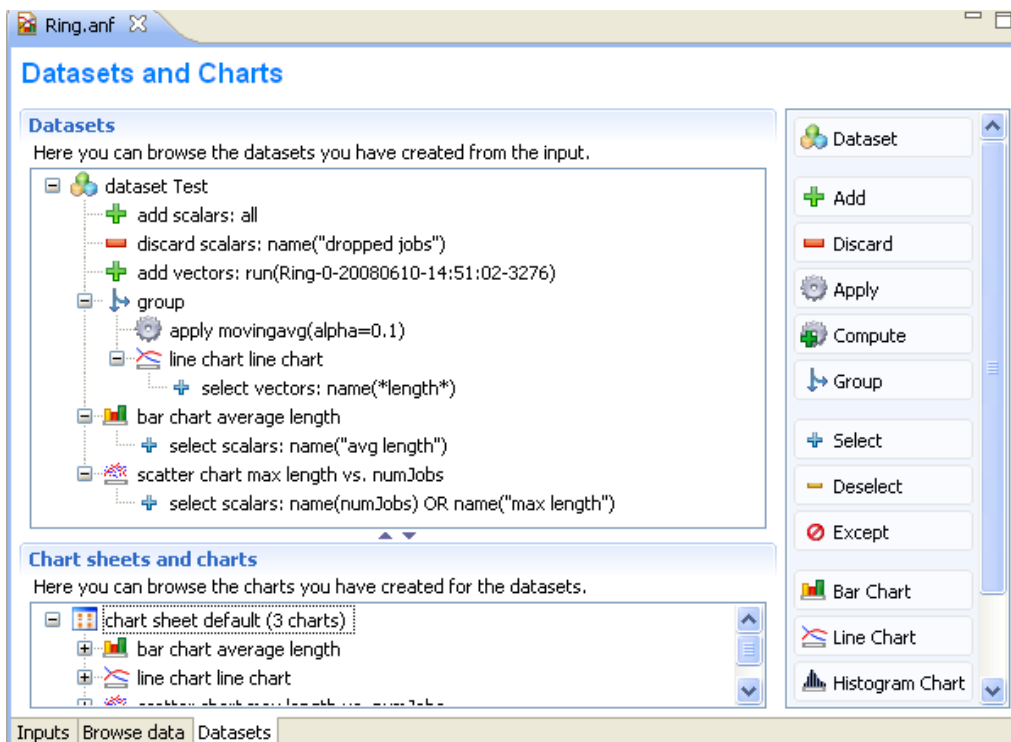 Ring.anf
Datasets and Charts
Datasets
Here you can browse the datasets you have created from the input.
dataset Test
add scalars: all
discard scalars: name("dropped jobs")
add vectors: run(Ring-0-20080610-14:51:02-3276)
group
apply movingavg(alpha=0.1)
line chart line chart
select vectors: name(*length*)
bar chart average length
select scalars: name("avg length")
scatter chart max length vs. numJobs
select scalars: name(numJobs) OR name("max length")
Chart sheets and charts
Here you can browse the charts you have created for the datasets.
chart sheet default (3 charts)
bar chart average length
line chart line chart
scatter chart max length vs. numJobs
Dataset
Add
Discard
Apply
Compute
Group
Select
Deselect
Except
Bar Chart
Line Chart
Histogram Chart
Inputs Browse data Datasets